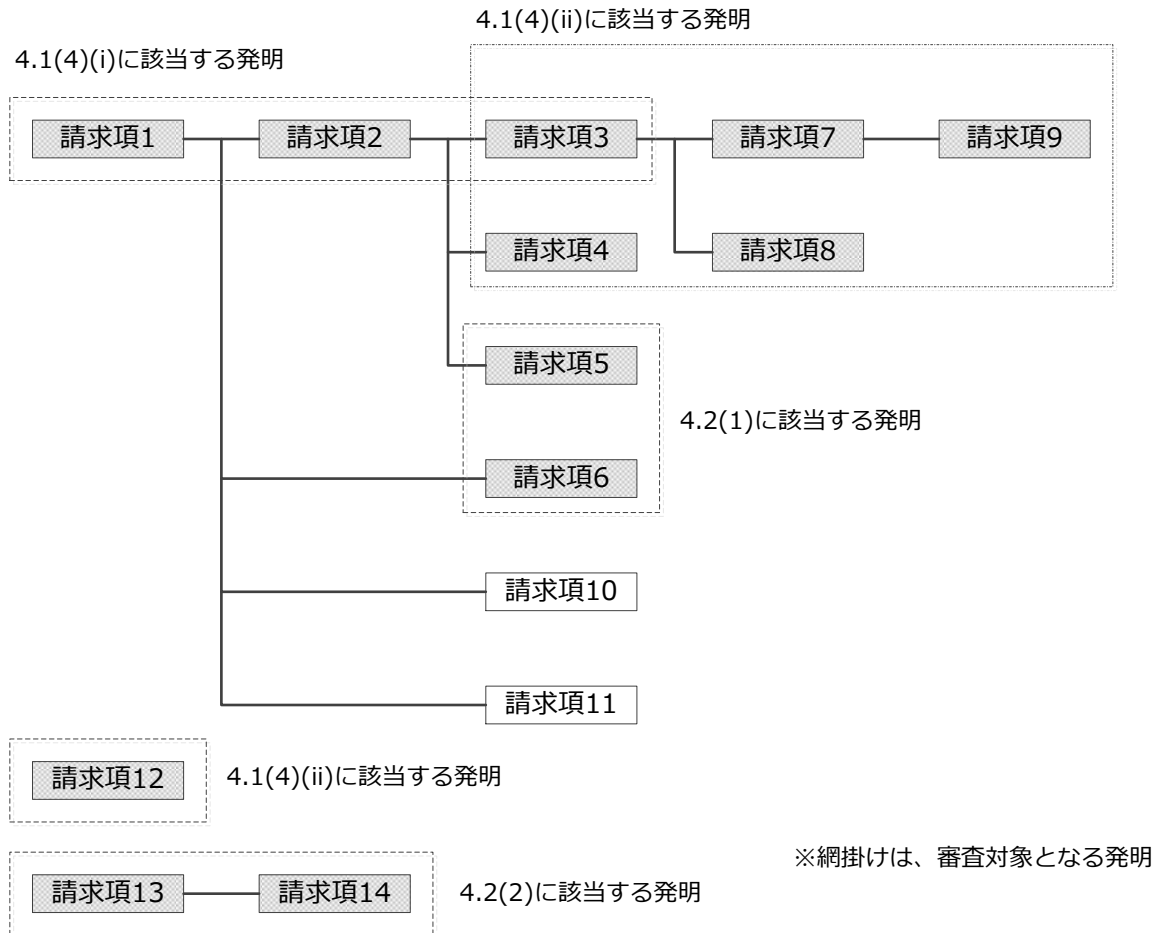 4.1(4)(ii)に該当する発明
4.1(4)(i)に該当する発明
請求項1
請求項2
請求項3
請求項7
請求項9
請求項4
請求項8
請求項5
4.2(1)に該当する発明
請求項6
請求項10
請求項11
請求項12
4.1(4)(ii)に該当する発明
※網掛けは、審査対象となる発明
請求項13
請求項14
4.2(2)に該当する発明